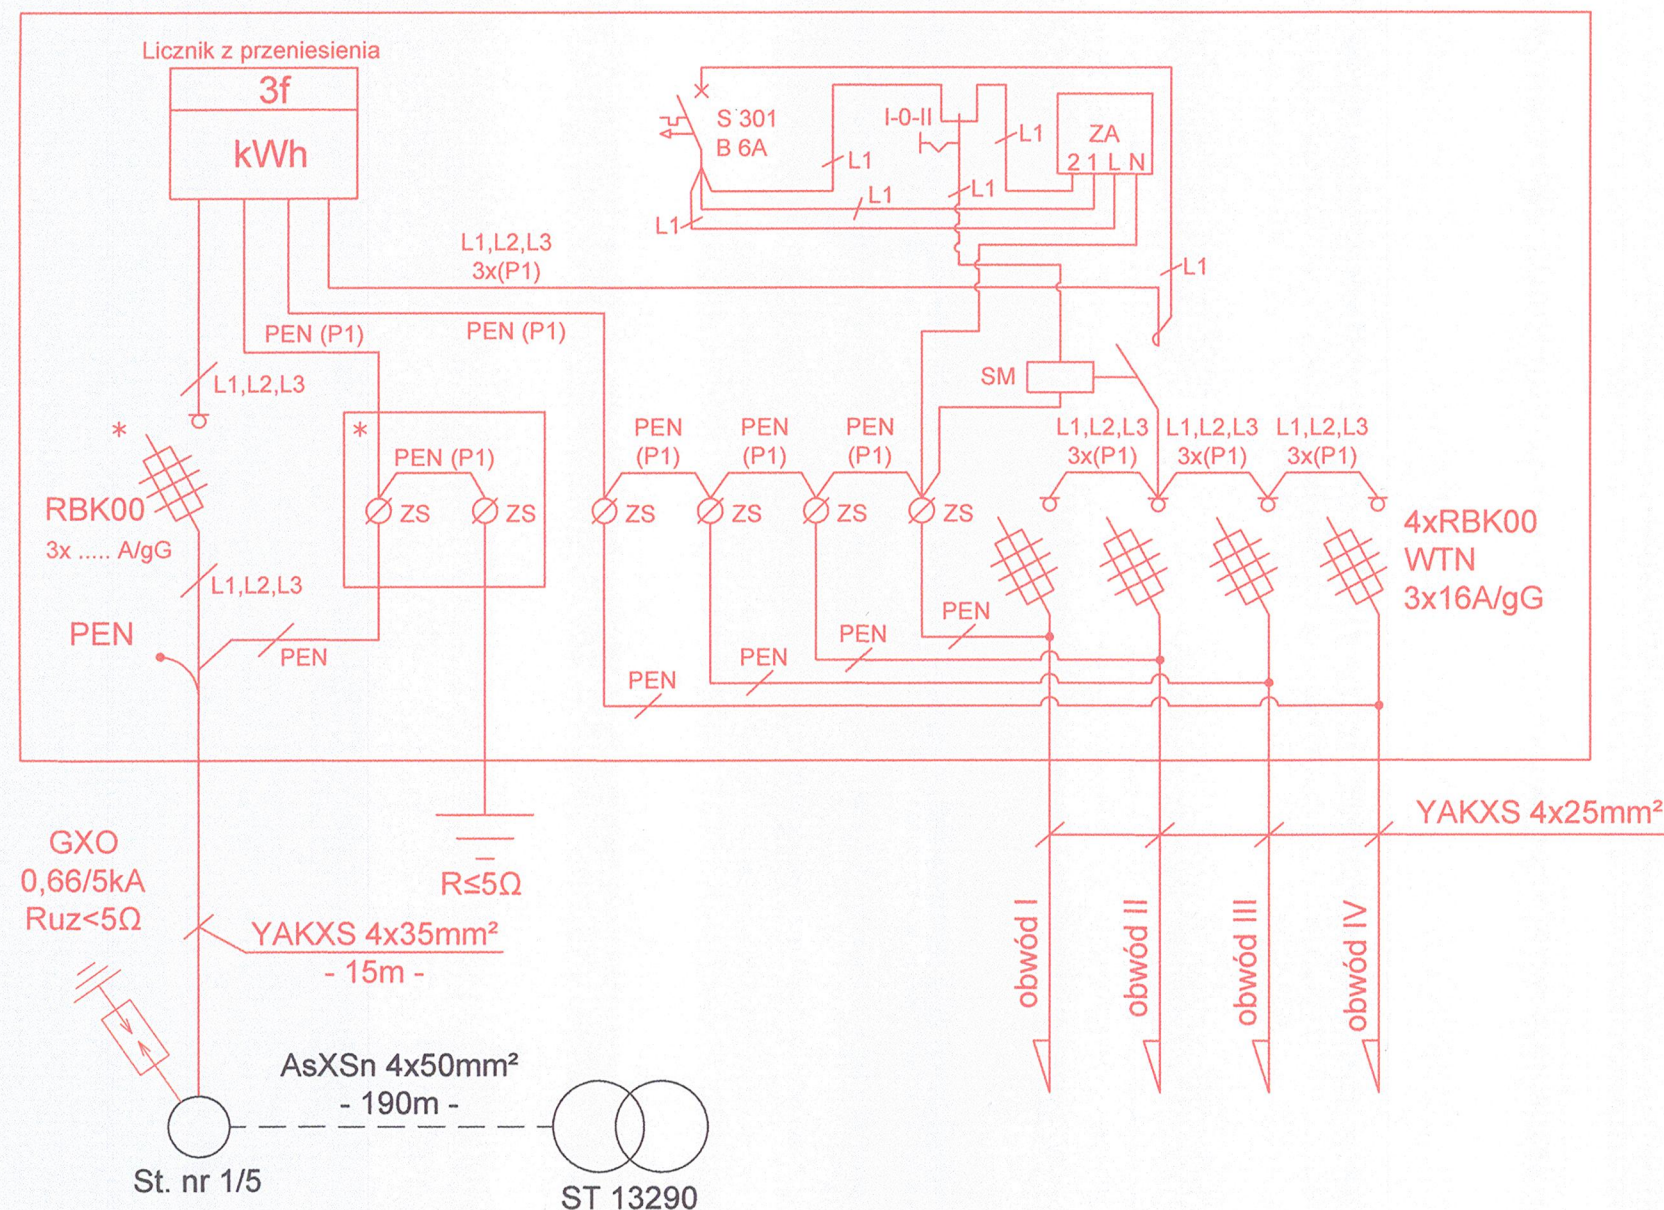 Licznik z przeniesienia
3f
kWh
S 301
B 6A
I-0-II
ZA
2 1 L N
L1
L1
L1
L1
L1
L1
L1,L2,L3
3x(P1)
PEN (P1)
PEN (P1)
L1,L2,L3
SM
*
*
PEN (P1)
PEN
(P1)
PEN
(P1)
PEN
(P1)
L1,L2,L3
3x(P1)
L1,L2,L3
3x(P1)
L1,L2,L3
3x(P1)
RBK00
3x ..... A/gG
ZS
ZS
ZS
ZS
ZS
ZS
4xRBK00
WTN
3x16A/gG
L1,L2,L3
PEN
PEN
PEN
PEN
PEN
PEN
YAKXS 4x25mm²
GXO
0,66/5kA
Ruz<5Ω
R≤5Ω
YAKXS 4x35mm²
- 15m -
obwód I
obwód II
obwód III
obwód IV
AsXSn 4x50mm²
- 190m -
St. nr 1/5
ST 13290